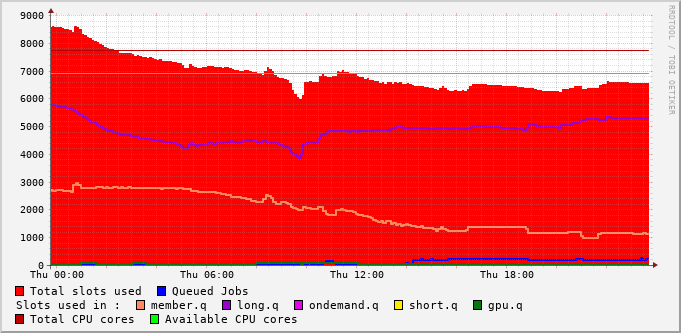 9000
8000
7000
6000
5000
4000
3000
2000
1000
0
Thu 00:00 Thu 06:00 Thu 12:00 Thu 18:00
RRDTOOL / TOBI OETIKER
Total slots used Queued Jobs
Slots used in : member.q long.q ondemand.q short.q gpu.q
Total CPU cores Available CPU cores